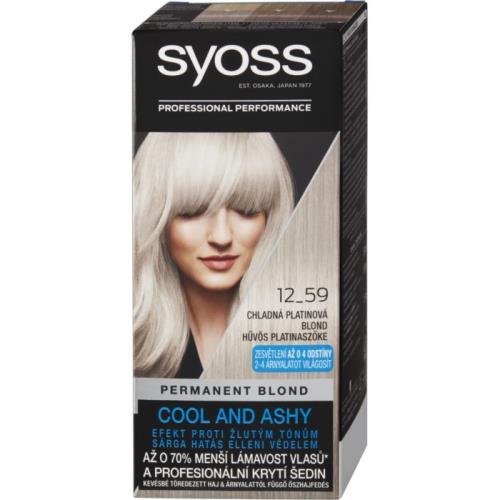 syoss
EST. OSAKA, JAPAN 1977
PROFESSIONAL PERFORMANCE
12_59
CHLADNÁ PLATINOVÁ
BLOND
HŰVÖS PLATINASZŐKE
ZESVĚTLENÍ AŽ O 4 ODSTÍNY
2-4 ÁRNYALATOT VILÁGOSÍT
PERMANENT BLOND
COOL AND ASHY
EFEKT PROTI ŽLUTÝM TÓNŮM
SÁRGA HATÁS ELLENI VÉDELEM
AŽ O 70% MENŠÍ LÁMAVOST VLASŮ*
A PROFESIONÁLNÍ KRYTÍ ŠEDIN
KEVÉSBÉ TÖREDEZETT HAJ & ÁRNYALATTÓL FÜGGŐ ŐSZHAJFEDÉS